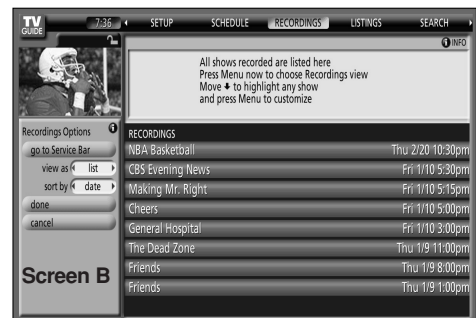 TV
GUIDE
7:36 SETUP SCHEDULE RECORDINGS LISTINGS SEARCH
i INFO
All shows recorded are listed here
Press Menu now to choose Recordings view
Move ↓ to highlight any show
and press Menu to customize
Recordings Options i
go to Service Bar
view as list
sort by date
done
cancel
Screen B
RECORDINGS
NBA Basketball Thu 2/20 10:30pm
CBS Evening News Fri 1/10 5:30pm
Making Mr. Right Fri 1/10 5:15pm
Cheers Fri 1/10 5:00pm
General Hospital Fri 1/10 3:00pm
The Dead Zone Thu 1/9 11:00pm
Friends Thu 1/9 8:00pm
Friends Thu 1/9 1:00pm